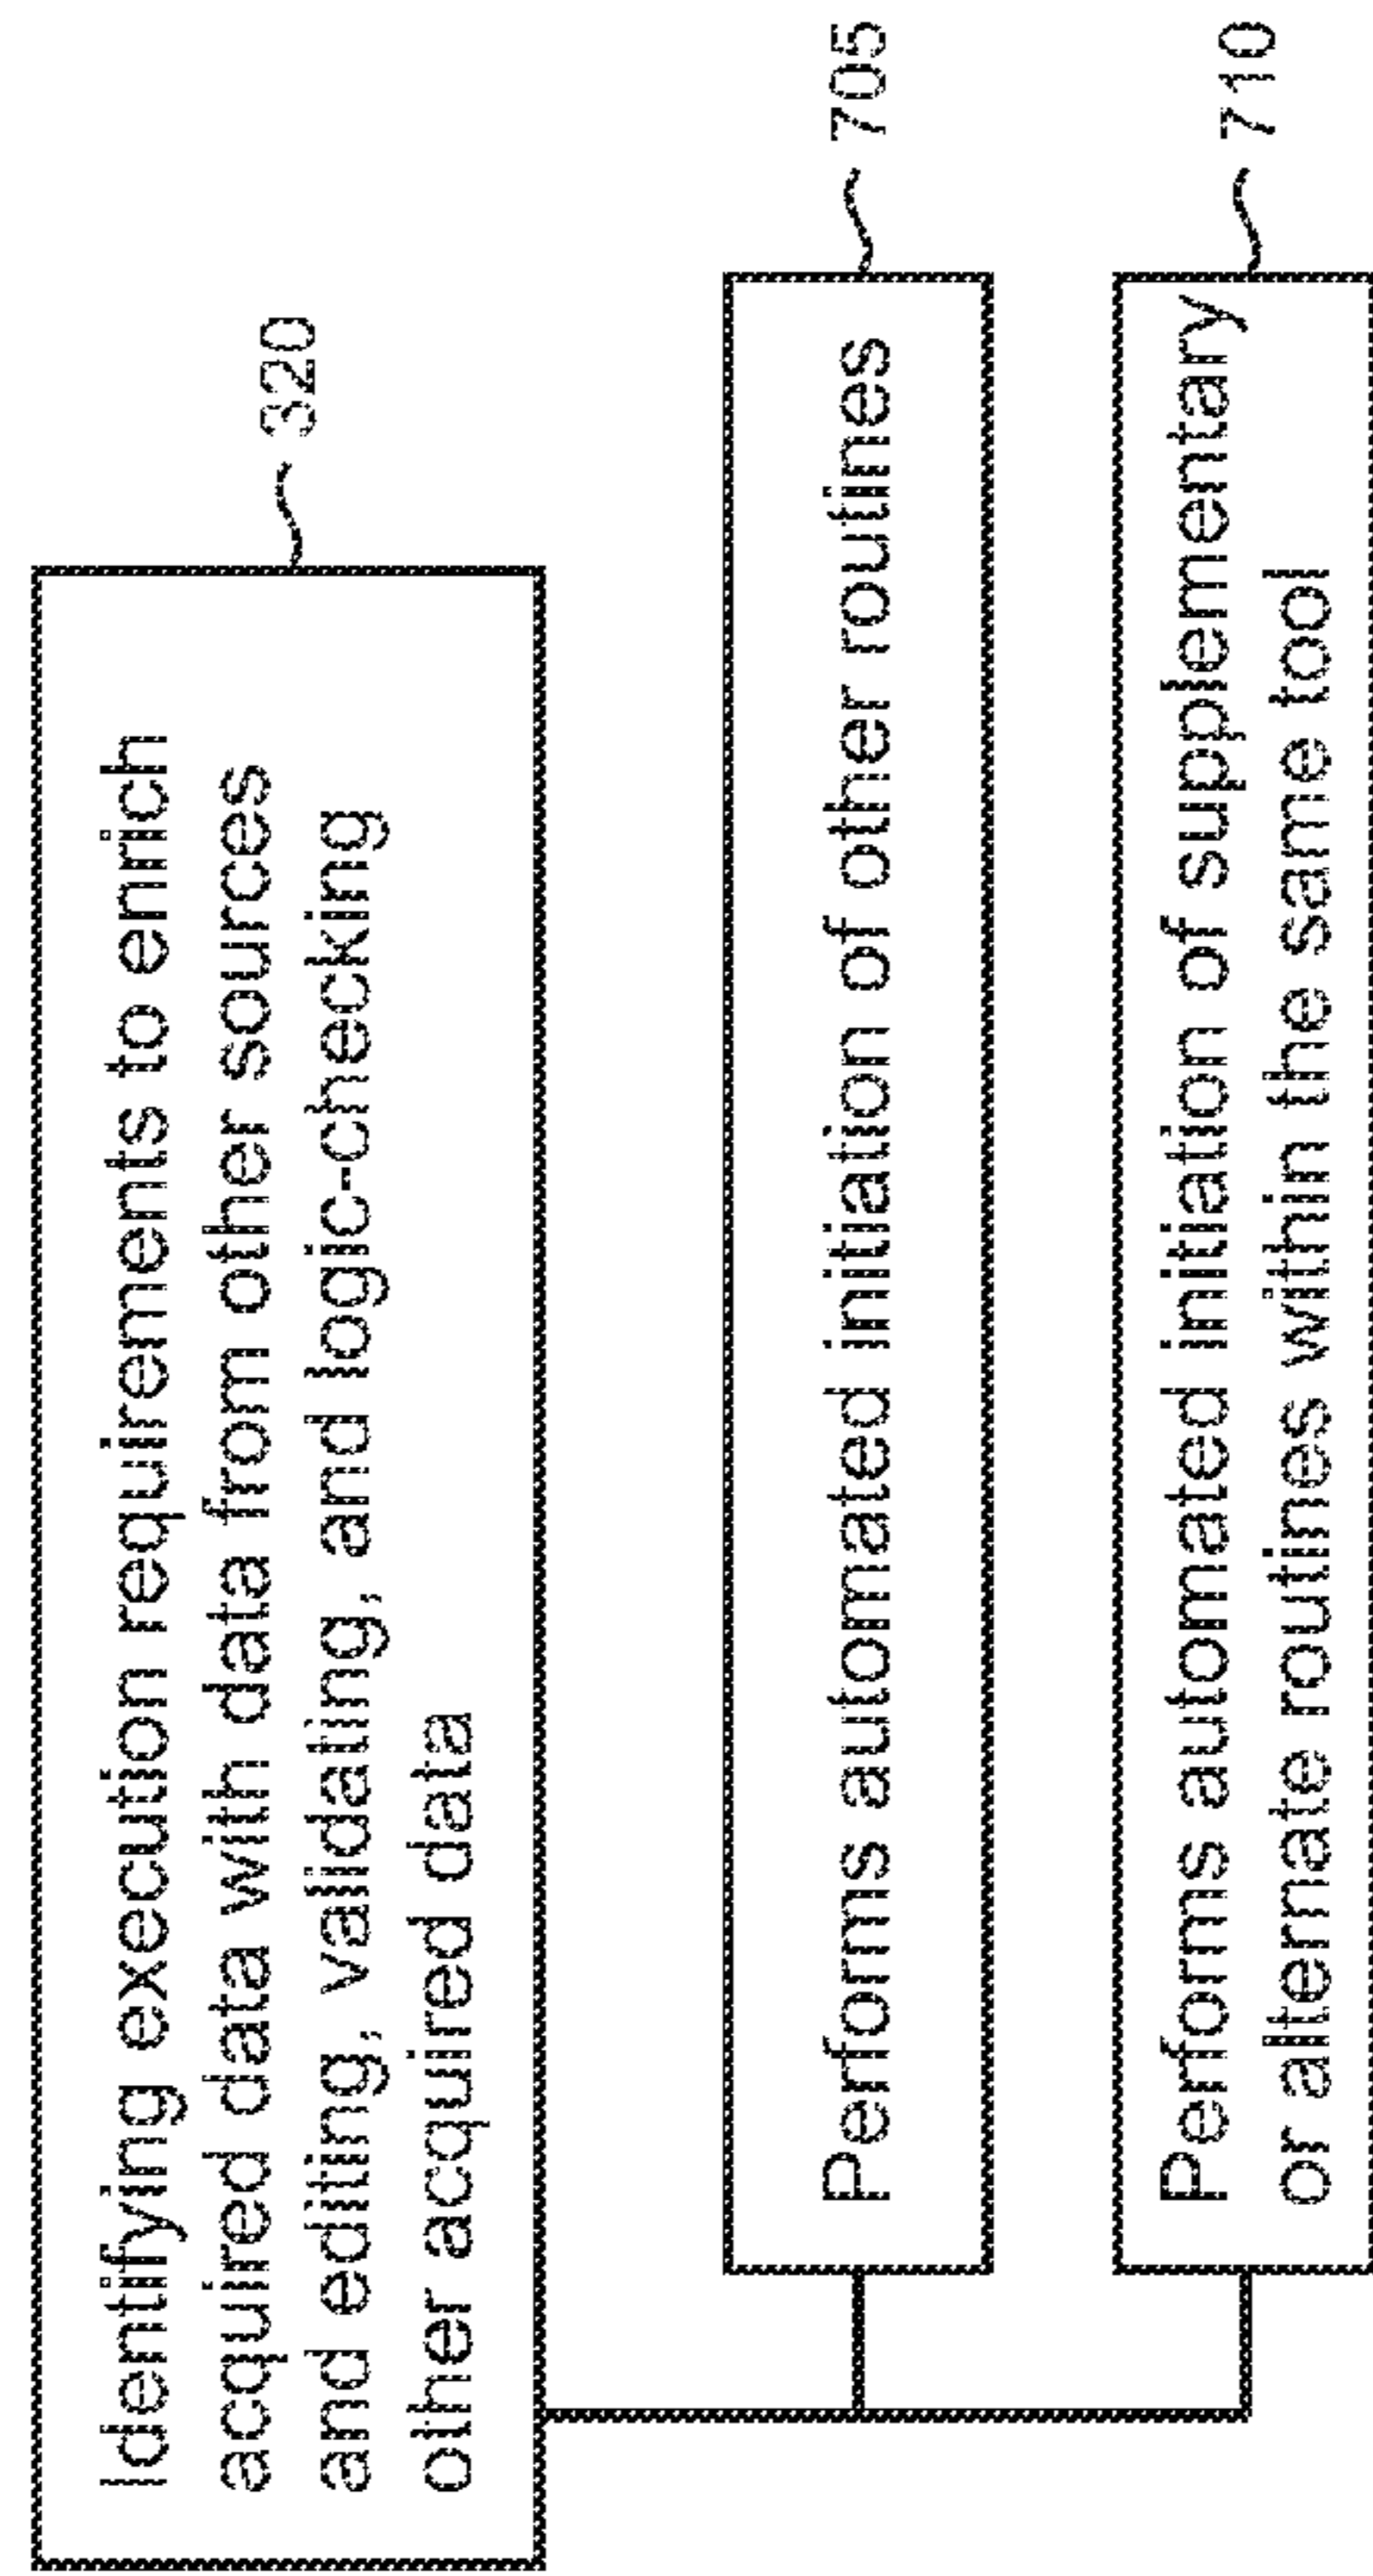 Identifying execution requirements to enrich
acquired data with data from other sources
and editing, validating, and logic-checking
other acquired data
320
Performs automated initiation of other routines
705
Performs automated initiation of supplementary
or alternate routines within the same tool
710